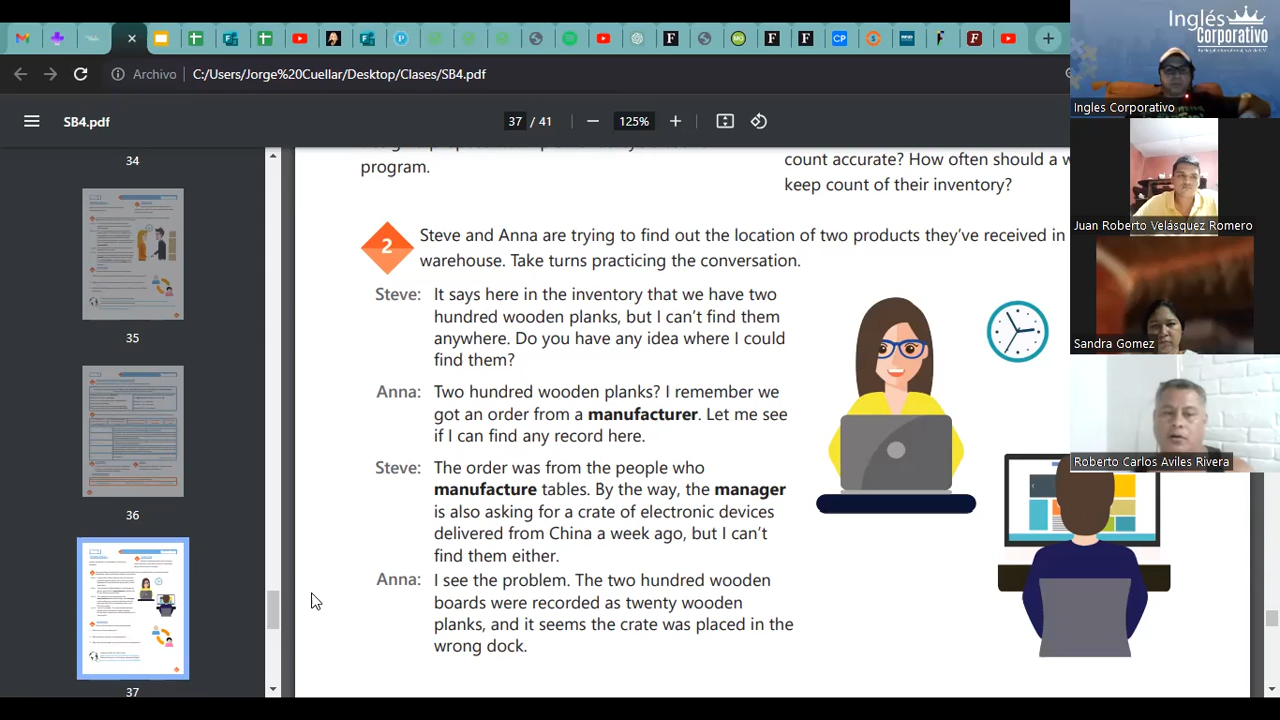 Archivo
C:/Users/Jorge%20Cuellar/Desktop/Clases/SB4.pdf
SB4.pdf
37 / 41
125%
34
35
36
37
program.
count accurate? How often should a w
keep count of their inventory?
2
Steve and Anna are trying to find out the location of two products they've received in
warehouse. Take turns practicing the conversation.
Steve: It says here in the inventory that we have two
hundred wooden planks, but I can't find them
anywhere. Do you have any idea where I could
find them?
Anna: Two hundred wooden planks? I remember we
got an order from a manufacturer. Let me see
if I can find any record here.
Steve: The order was from the people who
manufacture tables. By the way, the manager
is also asking for a crate of electronic devices
delivered from China a week ago, but I can't
find them either.
Anna: I see the problem. The two hundred wooden
boards were recorded as twenty wooden
planks, and it seems the crate was placed in the
wrong dock.
Inglés
Corporativo
Ingles Corporativo
Juan Roberto Velásquez Romero
Sandra Gomez
Roberto Carlos Aviles Rivera